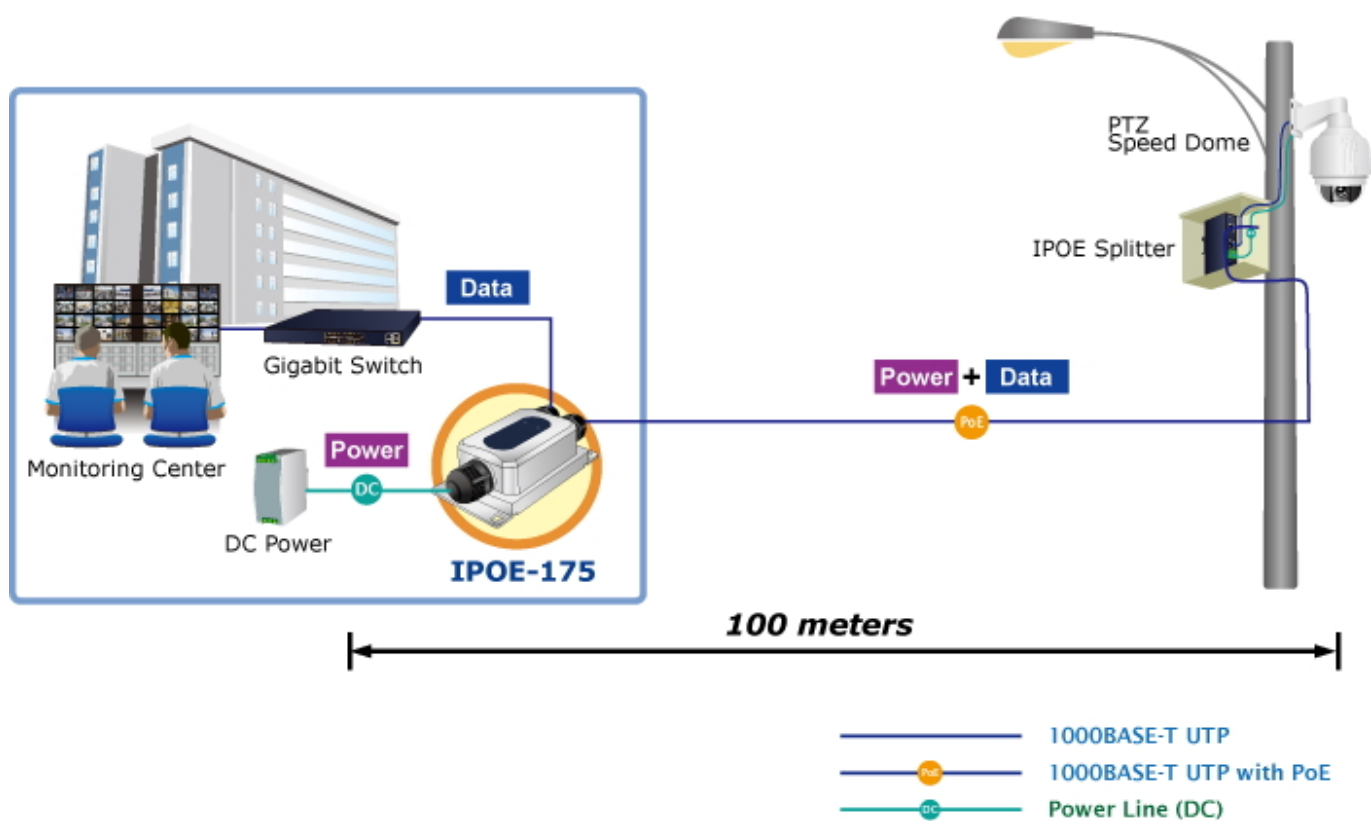 PTZ
Speed Dome
IPOE Splitter
Data
Gigabit Switch
Power + Data
PoE
Monitoring Center
Power
DC
DC Power
IPOE-175
100 meters
1000BASE-T UTP
PoE
1000BASE-T UTP with PoE
DC
Power Line (DC)